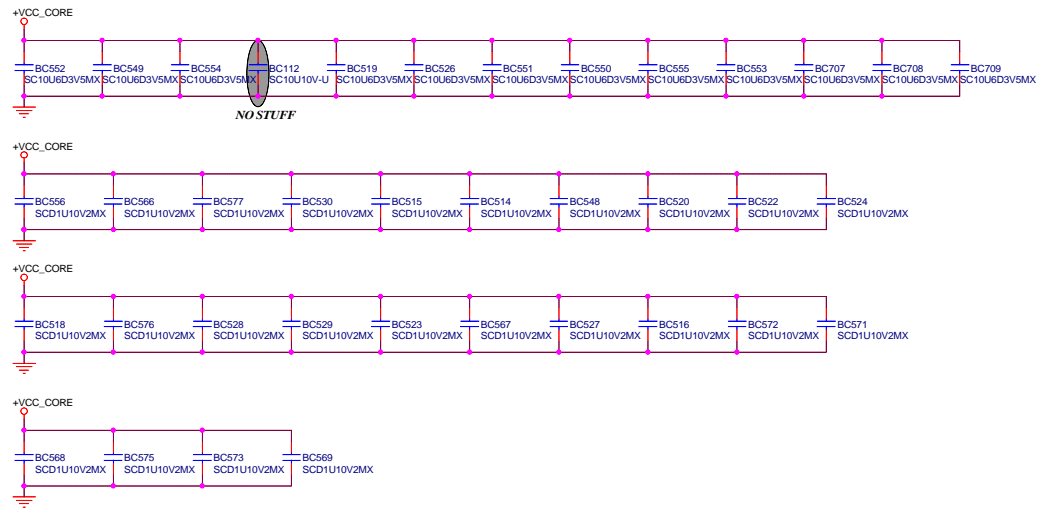 +VCC_CORE
BC552 BC549 BC554 BC112 BC519 BC526 BC551 BC550 BC555 BC553 BC707 BC708 BC709
SC10U6D3V5MX SC10U6D3V5MX SC10U6D3V5MX SC10U10V-U SC10U6D3V5MX SC10U6D3V5MX SC10U6D3V5MX SC10U6D3V5MX SC10U6D3V5MX SC10U6D3V5MX SC10U6D3V5MX SC10U6D3V5MX SC10U6D3V5MX
NO STUFF
+VCC_CORE
BC556 BC566 BC577 BC530 BC515 BC514 BC548 BC520 BC522 BC524
SCD1U10V2MX SCD1U10V2MX SCD1U10V2MX SCD1U10V2MX SCD1U10V2MX SCD1U10V2MX SCD1U10V2MX SCD1U10V2MX SCD1U10V2MX SCD1U10V2MX
+VCC_CORE
BC518 BC576 BC528 BC529 BC523 BC567 BC527 BC516 BC572 BC571
SCD1U10V2MX SCD1U10V2MX SCD1U10V2MX SCD1U10V2MX SCD1U10V2MX SCD1U10V2MX SCD1U10V2MX SCD1U10V2MX SCD1U10V2MX SCD1U10V2MX
+VCC_CORE
BC568 BC575 BC573 BC569
SCD1U10V2MX SCD1U10V2MX SCD1U10V2MX SCD1U10V2MX